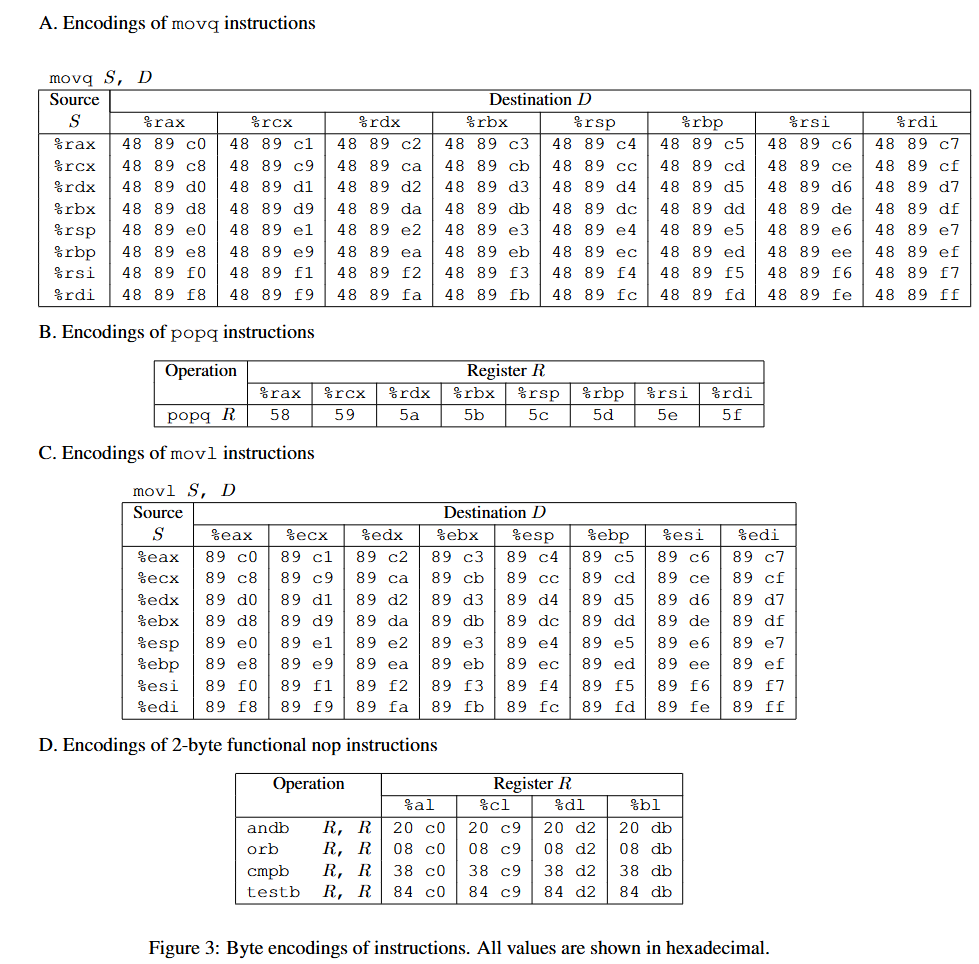 A. Encodings of movq instructions
movq S, D
Source Destination D
S %rax %rcx %rdx %rbx %rsp %rbp %rsi %rdi
%rax 48 89 c0 48 89 c1 48 89 c2 48 89 c3 48 89 c4 48 89 c5 48 89 c6 48 89 c7
%rcx 48 89 c8 48 89 c9 48 89 ca 48 89 cb 48 89 cc 48 89 cd 48 89 ce 48 89 cf
%rdx 48 89 d0 48 89 d1 48 89 d2 48 89 d3 48 89 d4 48 89 d5 48 89 d6 48 89 d7
%rbx 48 89 d8 48 89 d9 48 89 da 48 89 db 48 89 dc 48 89 dd 48 89 de 48 89 df
%rsp 48 89 e0 48 89 e1 48 89 e2 48 89 e3 48 89 e4 48 89 e5 48 89 e6 48 89 e7
%rbp 48 89 e8 48 89 e9 48 89 ea 48 89 eb 48 89 ec 48 89 ed 48 89 ee 48 89 ef
%rsi 48 89 f0 48 89 f1 48 89 f2 48 89 f3 48 89 f4 48 89 f5 48 89 f6 48 89 f7
%rdi 48 89 f8 48 89 f9 48 89 fa 48 89 fb 48 89 fc 48 89 fd 48 89 fe 48 89 ff
B. Encodings of popq instructions
Operation Register R
%rax %rcx %rdx %rbx %rsp %rbp %rsi %rdi
popq R 58 59 5a 5b 5c 5d 5e 5f
C. Encodings of movl instructions
movl S, D
Source Destination D
S %eax %ecx %edx %ebx %esp %ebp %esi %edi
%eax 89 c0 89 c1 89 c2 89 c3 89 c4 89 c5 89 c6 89 c7
%ecx 89 c8 89 c9 89 ca 89 cb 89 cc 89 cd 89 ce 89 cf
%edx 89 d0 89 d1 89 d2 89 d3 89 d4 89 d5 89 d6 89 d7
%ebx 89 d8 89 d9 89 da 89 db 89 dc 89 dd 89 de 89 df
%esp 89 e0 89 e1 89 e2 89 e3 89 e4 89 e5 89 e6 89 e7
%ebp 89 e8 89 e9 89 ea 89 eb 89 ec 89 ed 89 ee 89 ef
%esi 89 f0 89 f1 89 f2 89 f3 89 f4 89 f5 89 f6 89 f7
%edi 89 f8 89 f9 89 fa 89 fb 89 fc 89 fd 89 fe 89 ff
D. Encodings of 2-byte functional nop instructions
Operation Register R
%al %cl %dl %bl
andb R, R 20 c0 20 c9 20 d2 20 db
orb R, R 08 c0 08 c9 08 d2 08 db
cmpb R, R 38 c0 38 c9 38 d2 38 db
testb R, R 84 c0 84 c9 84 d2 84 db
Figure 3: Byte encodings of instructions. All values are shown in hexadecimal.